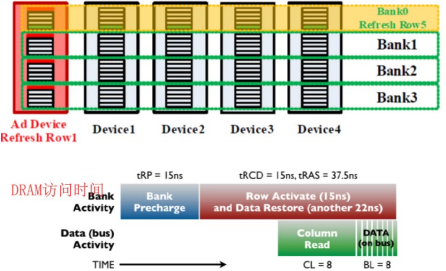 Bank0
Refresh Row5
Bank1
Bank2
Bank3
Ad Device
Refresh Row1
Device1
Device2
Device3
Device4
tRP = 15ns
tRCD = 15ns, tRAS = 37.5ns
DRAM访问时间
Bank
Activity
Bank
Precharge
Row Activate (15ns)
and Data Restore (another 22ns)
Data (bus)
Activity
Column
Read
DATA
(on bus)
TIME
CL = 8
BL = 8